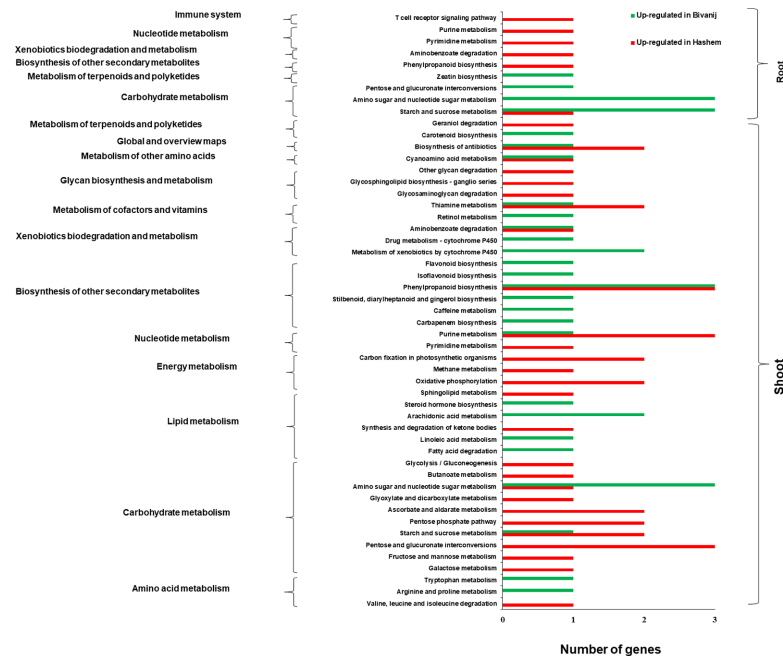 Immune system
Nucleotide metabolism
Xenobiotics biodegradation and metabolism
Biosynthesis of other secondary metabolites
Metabolism of terpenoids and polyketides
Carbohydrate metabolism
Metabolism of terpenoids and polyketides
Global and overview maps
Metabolism of other amino acids
Glycan biosynthesis and metabolism
Metabolism of cofactors and vitamins
Xenobiotics biodegradation and metabolism
Biosynthesis of other secondary metabolites
Nucleotide metabolism
Energy metabolism
Lipid metabolism
Carbohydrate metabolism
Amino acid metabolism
T cell receptor signaling pathway
Purine metabolism
Pyrimidine metabolism
Aminobenzoate degradation
Phenylpropanoid biosynthesis
Zeatin biosynthesis
Pentose and glucuronate interconversions
Amino sugar and nucleotide sugar metabolism
Starch and sucrose metabolism
Geraniol degradation
Carotenoid biosynthesis
Biosynthesis of antibiotics
Cyanoamino acid metabolism
Other glycan degradation
Glycosphingolipid biosynthesis - ganglio series
Glycosaminoglycan degradation
Thiamine metabolism
Retinol metabolism
Aminobenzoate degradation
Drug metabolism - cytochrome P450
Metabolism of xenobiotics by cytochrome P450
Flavonoid biosynthesis
Isoflavonoid biosynthesis
Phenylpropanoid biosynthesis
Stilbenoid, diarylheptanoid and gingerol biosynthesis
Caffeine metabolism
Carbapenem biosynthesis
Purine metabolism
Pyrimidine metabolism
Carbon fixation in photosynthetic organisms
Methane metabolism
Oxidative phosphorylation
Sphingolipid metabolism
Steroid hormone biosynthesis
Arachidonic acid metabolism
Synthesis and degradation of ketone bodies
Linoleic acid metabolism
Fatty acid degradation
Glycolysis / Gluconeogenesis
Butanoate metabolism
Amino sugar and nucleotide sugar metabolism
Glyoxylate and dicarboxylate metabolism
Ascorbate and aldarate metabolism
Pentose phosphate pathway
Starch and sucrose metabolism
Pentose and glucuronate interconversions
Fructose and mannose metabolism
Galactose metabolism
Tryptophan metabolism
Arginine and proline metabolism
Valine, leucine and isoleucine degradation
0 1 2 3
Number of genes
Up-regulated in Bivanij
Up-regulated in Hashem
Root
Shoot